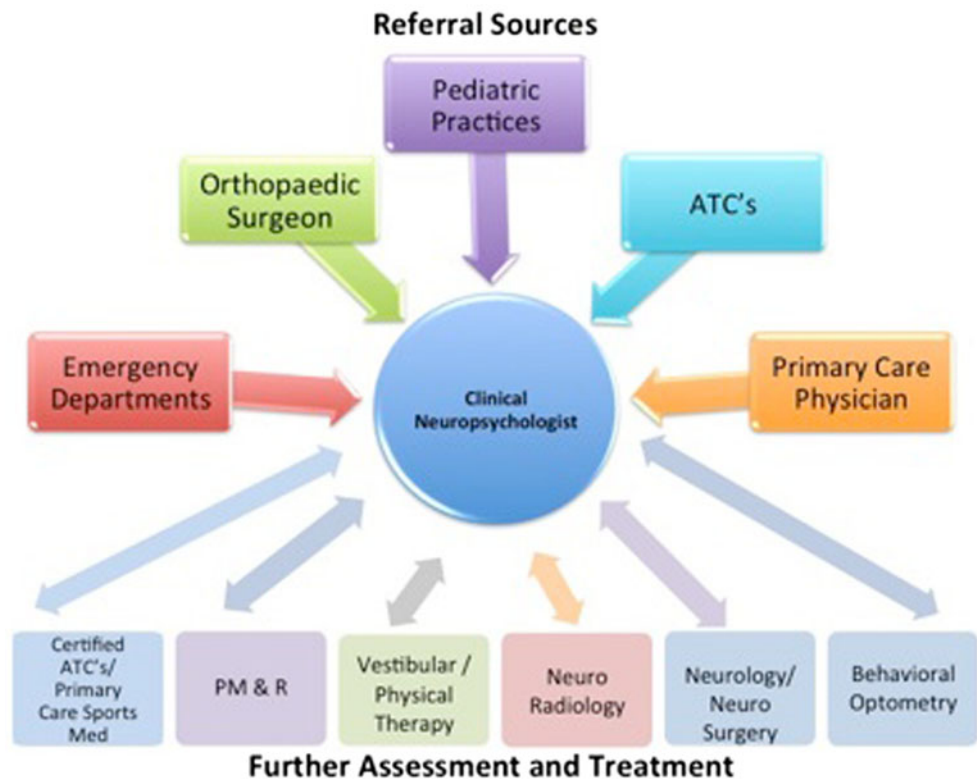 Referral Sources
Pediatric
Practices
Orthopaedic
Surgeon
ATC's
Emergency
Departments
Clinical
Neuropsychologist
Primary Care
Physician
Certified
ATC's/
Primary
Care Sports
Med
PM & R
Vestibular /
Physical
Therapy
Neuro
Radiology
Neurology/
Neuro
Surgery
Behavioral
Optometry
Further Assessment and Treatment